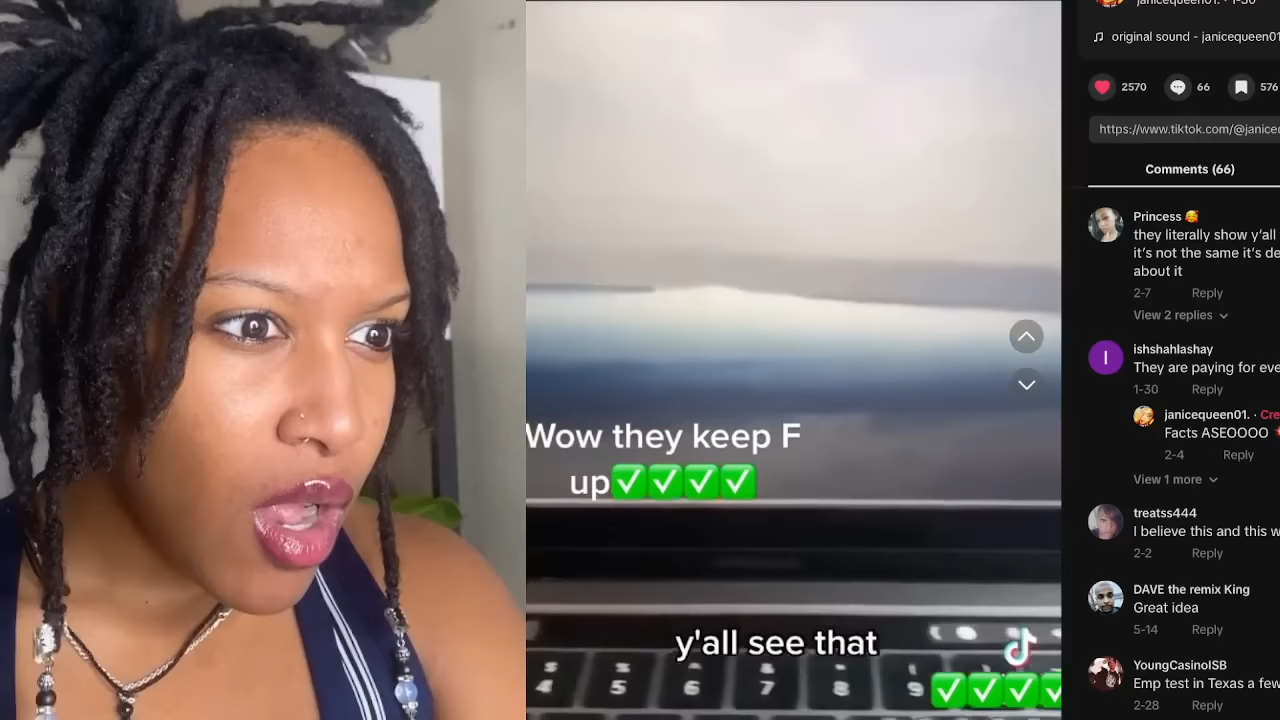 Wow they keep F
up✅✅✅✅
y'all see that
✅✅✅✅
$ % ^ & * (
4 5 6 7 8 9
original sound - janicequeen01
2570 66 576
https://www.tiktok.com/@janice
Comments (66)
Princess 🥰
they literally show y'all
it's not the same it's de
about it
2-7 Reply
View 2 replies
I
ishshahlashay
They are paying for eve
1-30 Reply
janicequeen01. · Cre
Facts ASEOOOO
2-4 Reply
View 1 more
treatss444
I believe this and this w
2-2 Reply
DAVE the remix King
Great idea
5-14 Reply
YoungCasinoISB
Emp test in Texas a few
2-28 Reply